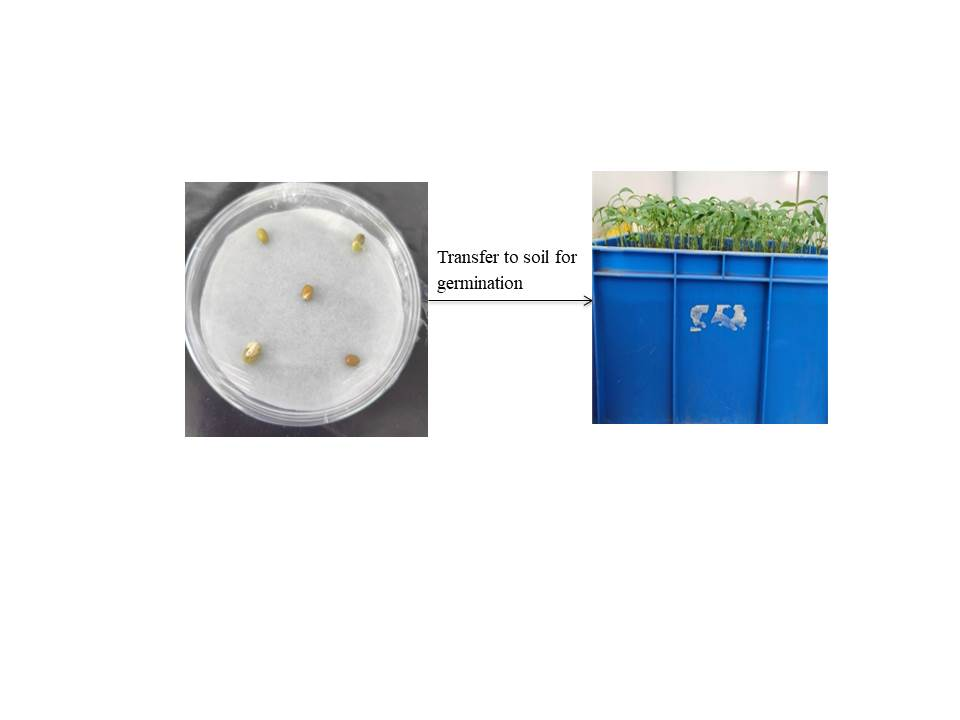 Transfer to soil for
germination